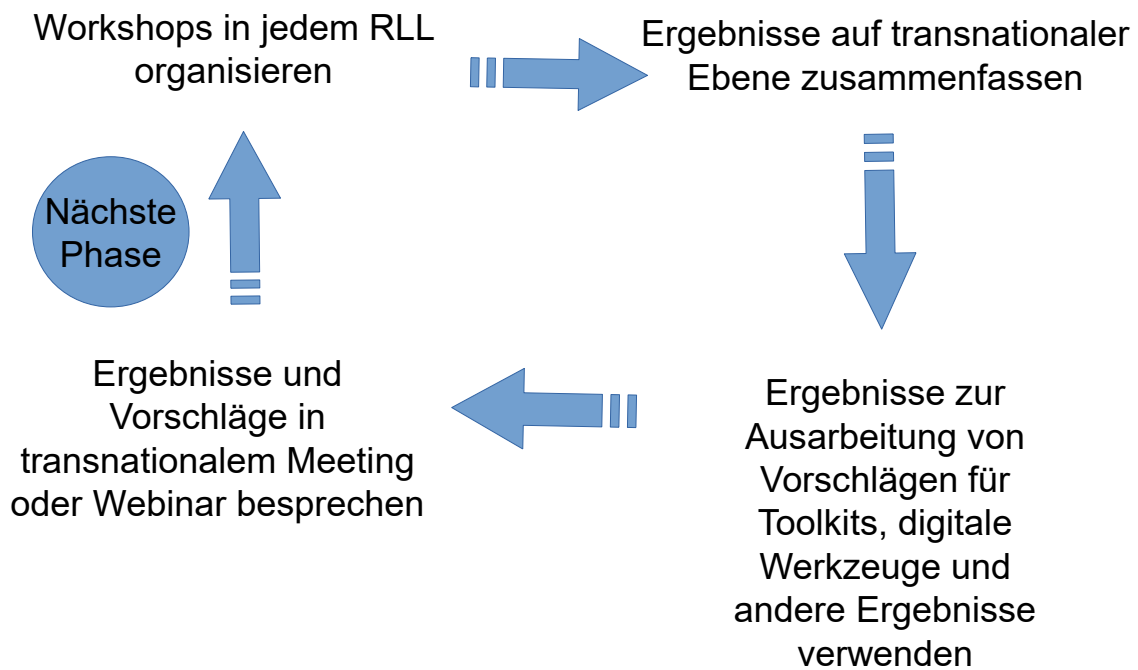 Workshops in jedem RLL
organisieren
Ergebnisse auf transnationaler
Ebene zusammenfassen
Ergebnisse zur
Ausarbeitung von
Vorschlägen für
Toolkits, digitale
Werkzeuge und
andere Ergebnisse
verwenden
Ergebnisse und
Vorschläge in
transnationalem Meeting
oder Webinar besprechen
Nächste
Phase